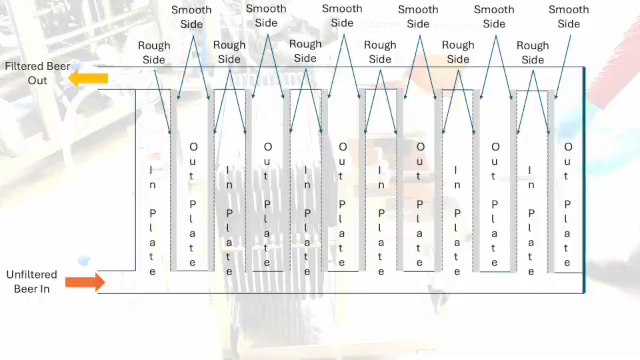 Smooth
Side
Smooth
Side
Smooth
Side
Smooth
Side
Smooth
Side
Smooth
Side
Rough
Side
Rough
Side
Rough
Side
Rough
Side
Rough
Side
Rough
Side
Filtered Beer
Out
In Plate
Out Plate
In Plate
Out Plate
In Plate
Out Plate
In Plate
Out Plate
In Plate
Out Plate
In Plate
Out Plate
Unfiltered
Beer In